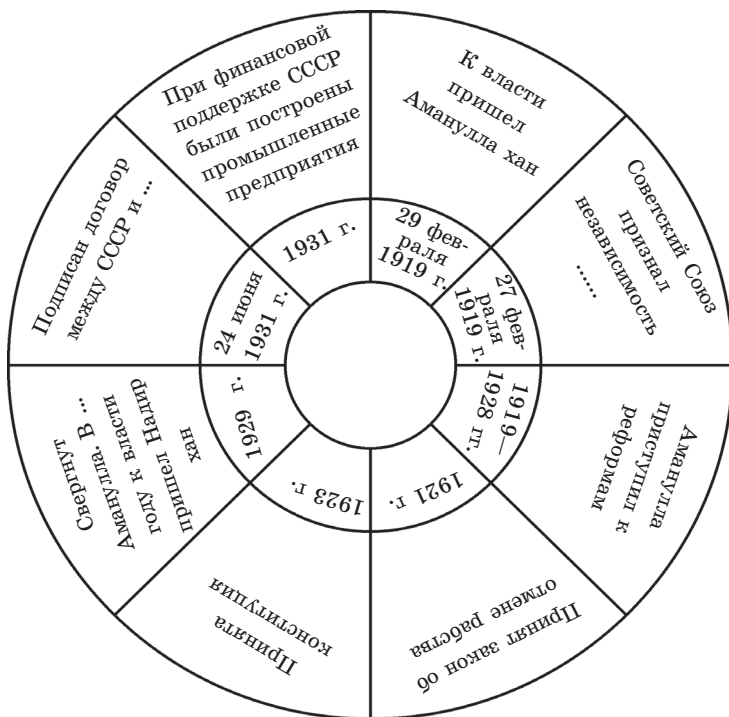 При финансовой
поддержке СССР
были построены
промышленные
предприятия
1931 г.
К власти
пришел
Аманулла хан
29 фев-
раля
1919 г.
Советский Союз
признал
независимость
......
27 фев-
раля
1919 г.
Аманулла
приступил к
реформам
1919—
1928 гг.
Принят закон об
отмене рабства
1921 г.
Принята
конституция
1923 г.
Свергнут
Аманулла. В ...
году к власти
пришел Надир
хан
1929 г.
Подписан договор
между СССР и ...
24 июня
1931 г.